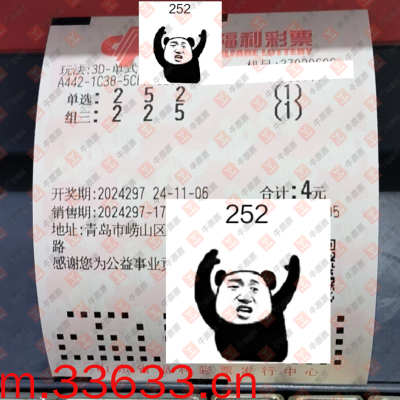 252
福利彩票
玩法:3D-单式
A442-1C38-5C
单选: 2 5 2 (1)
组三: 2 2 5 (1)
开奖期:2024297 24-11-06 合计:4元
销售期:2024297-17
252
05
地址:青岛市崂山区
路
感谢您为公益事业
m.33633.cn